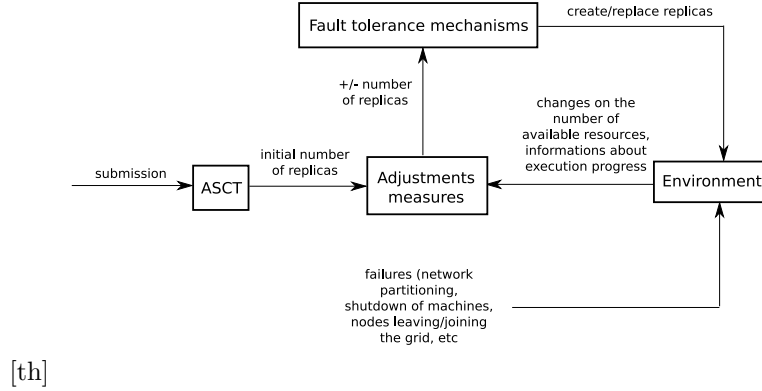 Fault tolerance mechanisms
create/replace replicas
+/- number
of replicas
changes on the
number of
available resources,
informations about
execution progress
submission
ASCT
initial number
of replicas
Adjustments
measures
Environment
failures (network
partitioning,
shutdown of machines,
nodes leaving/joining
the grid, etc
[th]